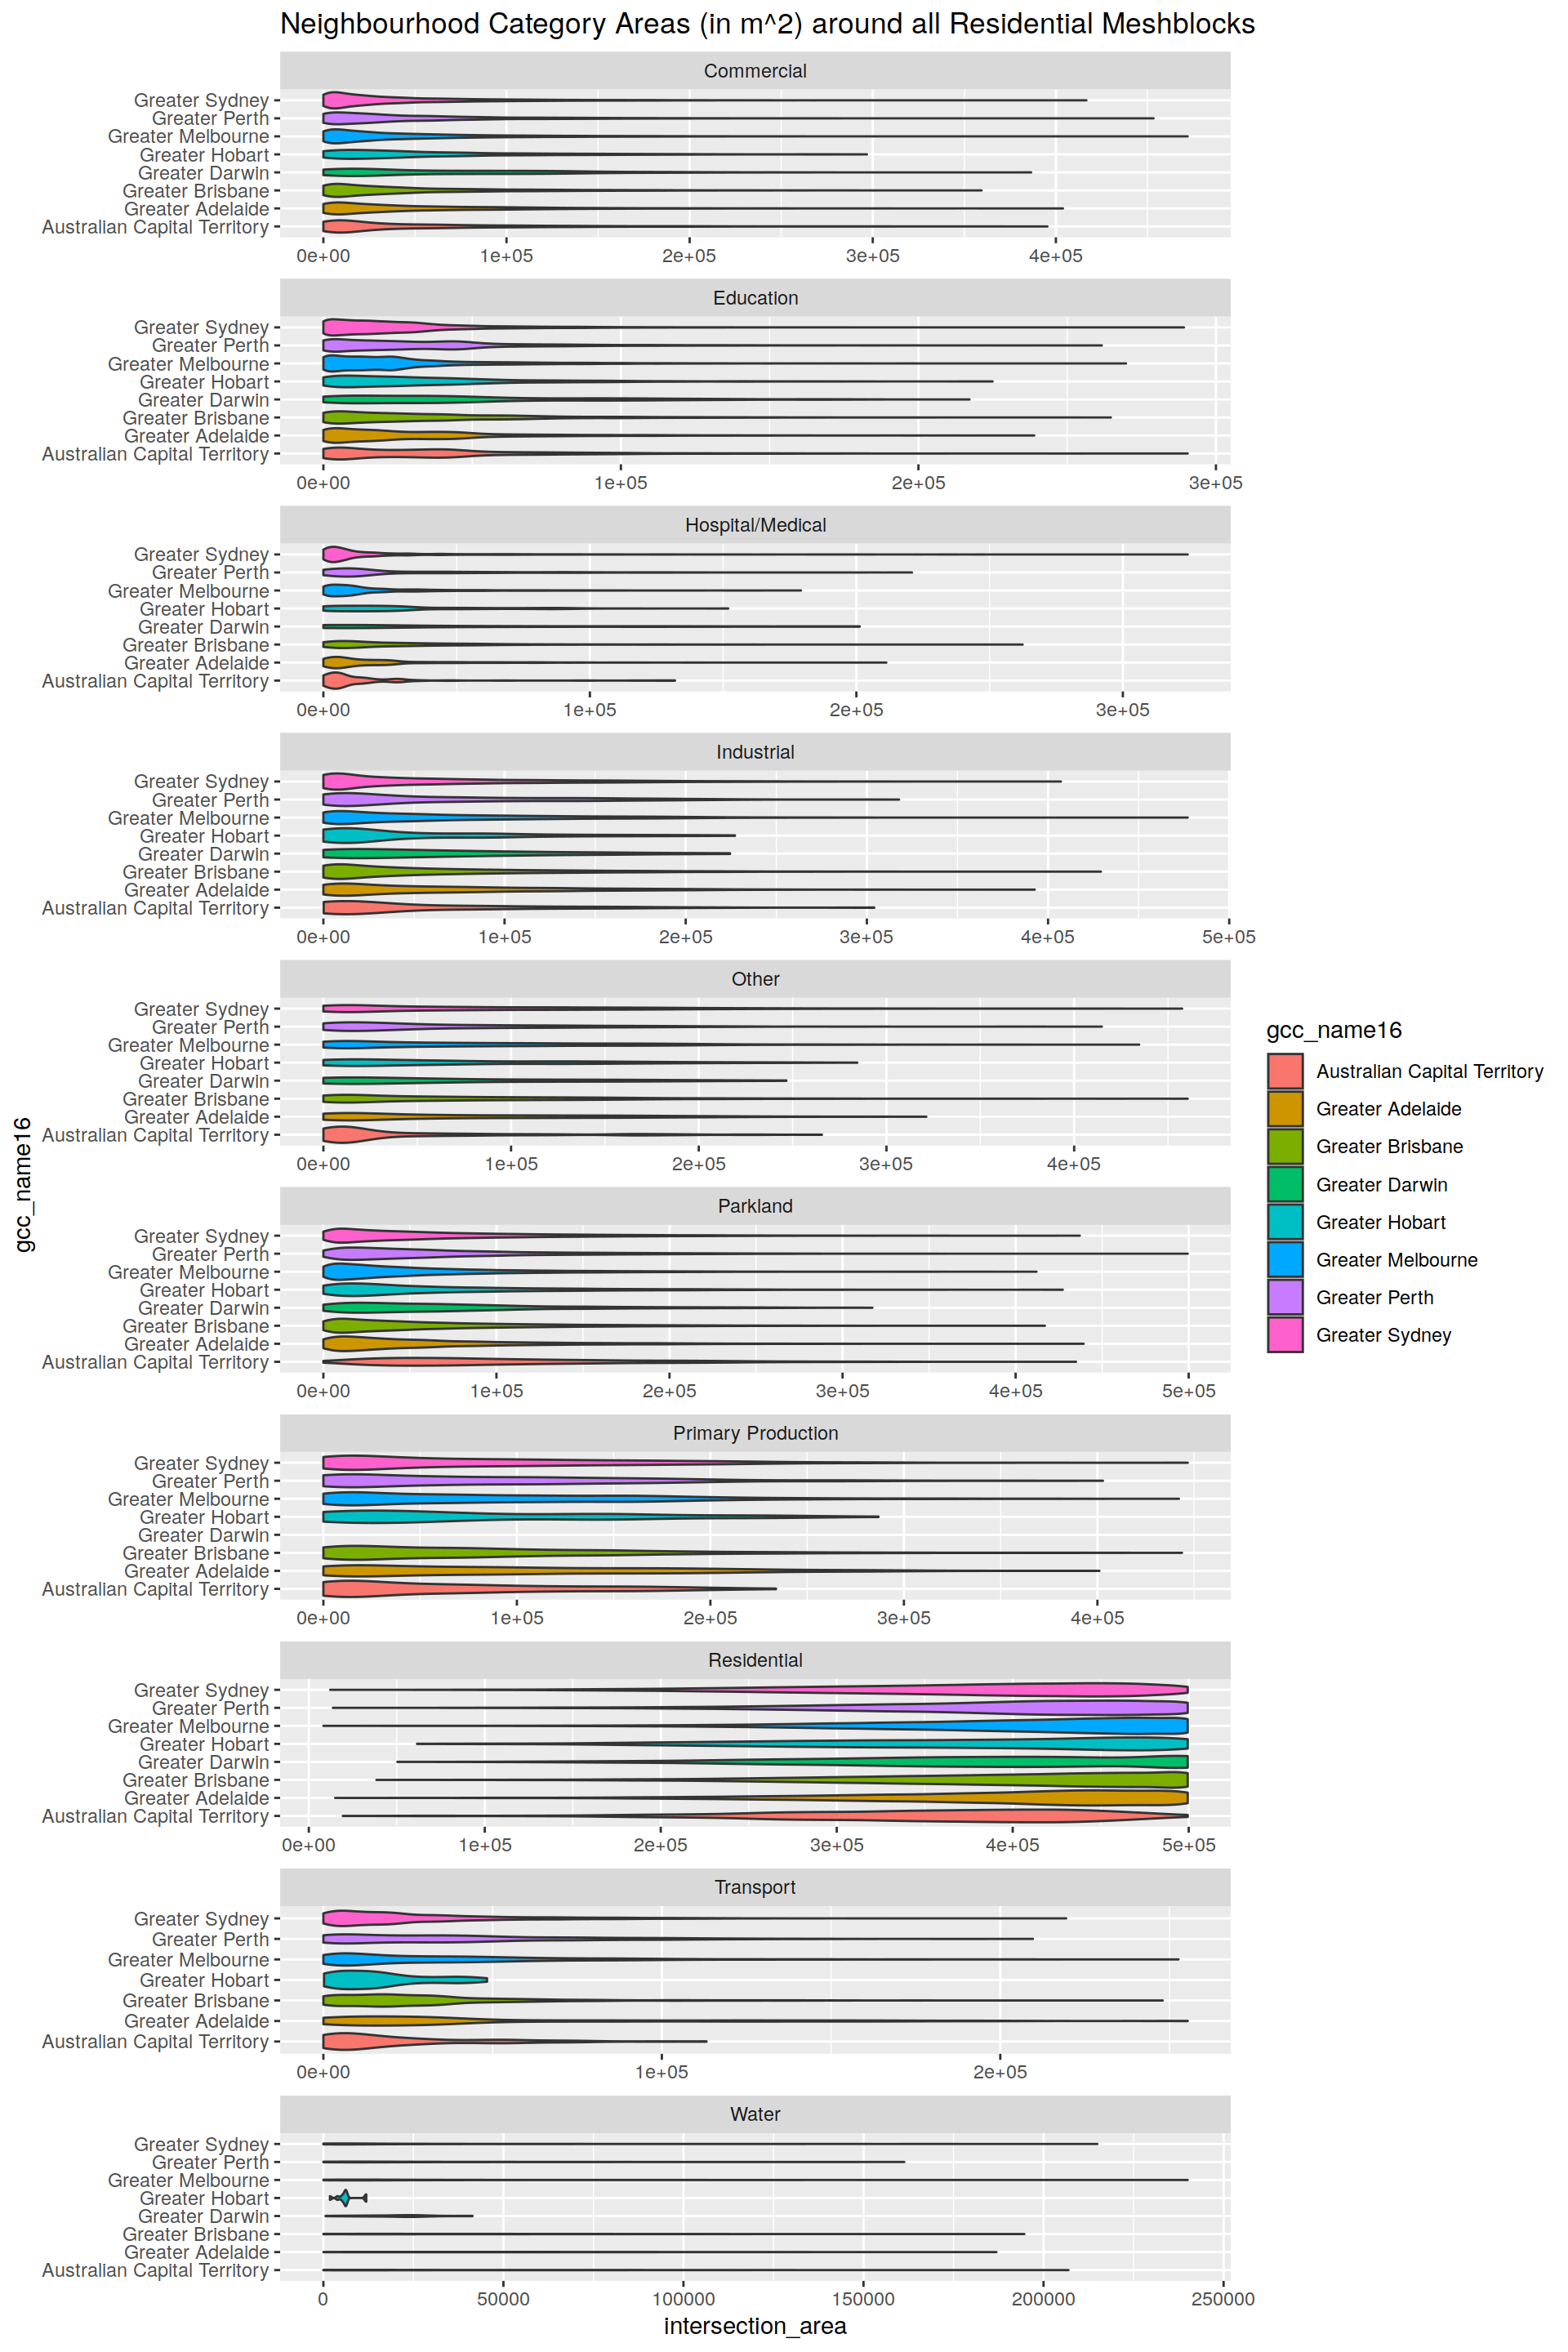 Neighbourhood Category Areas (in m^2) around all Residential Meshblocks
Commercial
Greater Sydney
Greater Perth
Greater Melbourne
Greater Hobart
Greater Darwin
Greater Brisbane
Greater Adelaide
Australian Capital Territory
0e+00 1e+05 2e+05 3e+05 4e+05
Education
Greater Sydney
Greater Perth
Greater Melbourne
Greater Hobart
Greater Darwin
Greater Brisbane
Greater Adelaide
Australian Capital Territory
0e+00 1e+05 2e+05 3e+05
Hospital/Medical
Greater Sydney
Greater Perth
Greater Melbourne
Greater Hobart
Greater Darwin
Greater Brisbane
Greater Adelaide
Australian Capital Territory
0e+00 1e+05 2e+05 3e+05
Industrial
Greater Sydney
Greater Perth
Greater Melbourne
Greater Hobart
Greater Darwin
Greater Brisbane
Greater Adelaide
Australian Capital Territory
0e+00 1e+05 2e+05 3e+05 4e+05 5e+05
Other
Greater Sydney
Greater Perth
Greater Melbourne
Greater Hobart
Greater Darwin
Greater Brisbane
Greater Adelaide
Australian Capital Territory
0e+00 1e+05 2e+05 3e+05 4e+05
Parkland
Greater Sydney
Greater Perth
Greater Melbourne
Greater Hobart
Greater Darwin
Greater Brisbane
Greater Adelaide
Australian Capital Territory
0e+00 1e+05 2e+05 3e+05 4e+05 5e+05
Primary Production
Greater Sydney
Greater Perth
Greater Melbourne
Greater Hobart
Greater Darwin
Greater Brisbane
Greater Adelaide
Australian Capital Territory
0e+00 1e+05 2e+05 3e+05 4e+05
Residential
Greater Sydney
Greater Perth
Greater Melbourne
Greater Hobart
Greater Darwin
Greater Brisbane
Greater Adelaide
Australian Capital Territory
0e+00 1e+05 2e+05 3e+05 4e+05 5e+05
Transport
Greater Sydney
Greater Perth
Greater Melbourne
Greater Hobart
Greater Brisbane
Greater Adelaide
Australian Capital Territory
0e+00 1e+05 2e+05
Water
Greater Sydney
Greater Perth
Greater Melbourne
Greater Hobart
Greater Darwin
Greater Brisbane
Greater Adelaide
Australian Capital Territory
0 50000 100000 150000 200000 250000
intersection_area
gcc_name16
gcc_name16
Australian Capital Territory
Greater Adelaide
Greater Brisbane
Greater Darwin
Greater Hobart
Greater Melbourne
Greater Perth
Greater Sydney